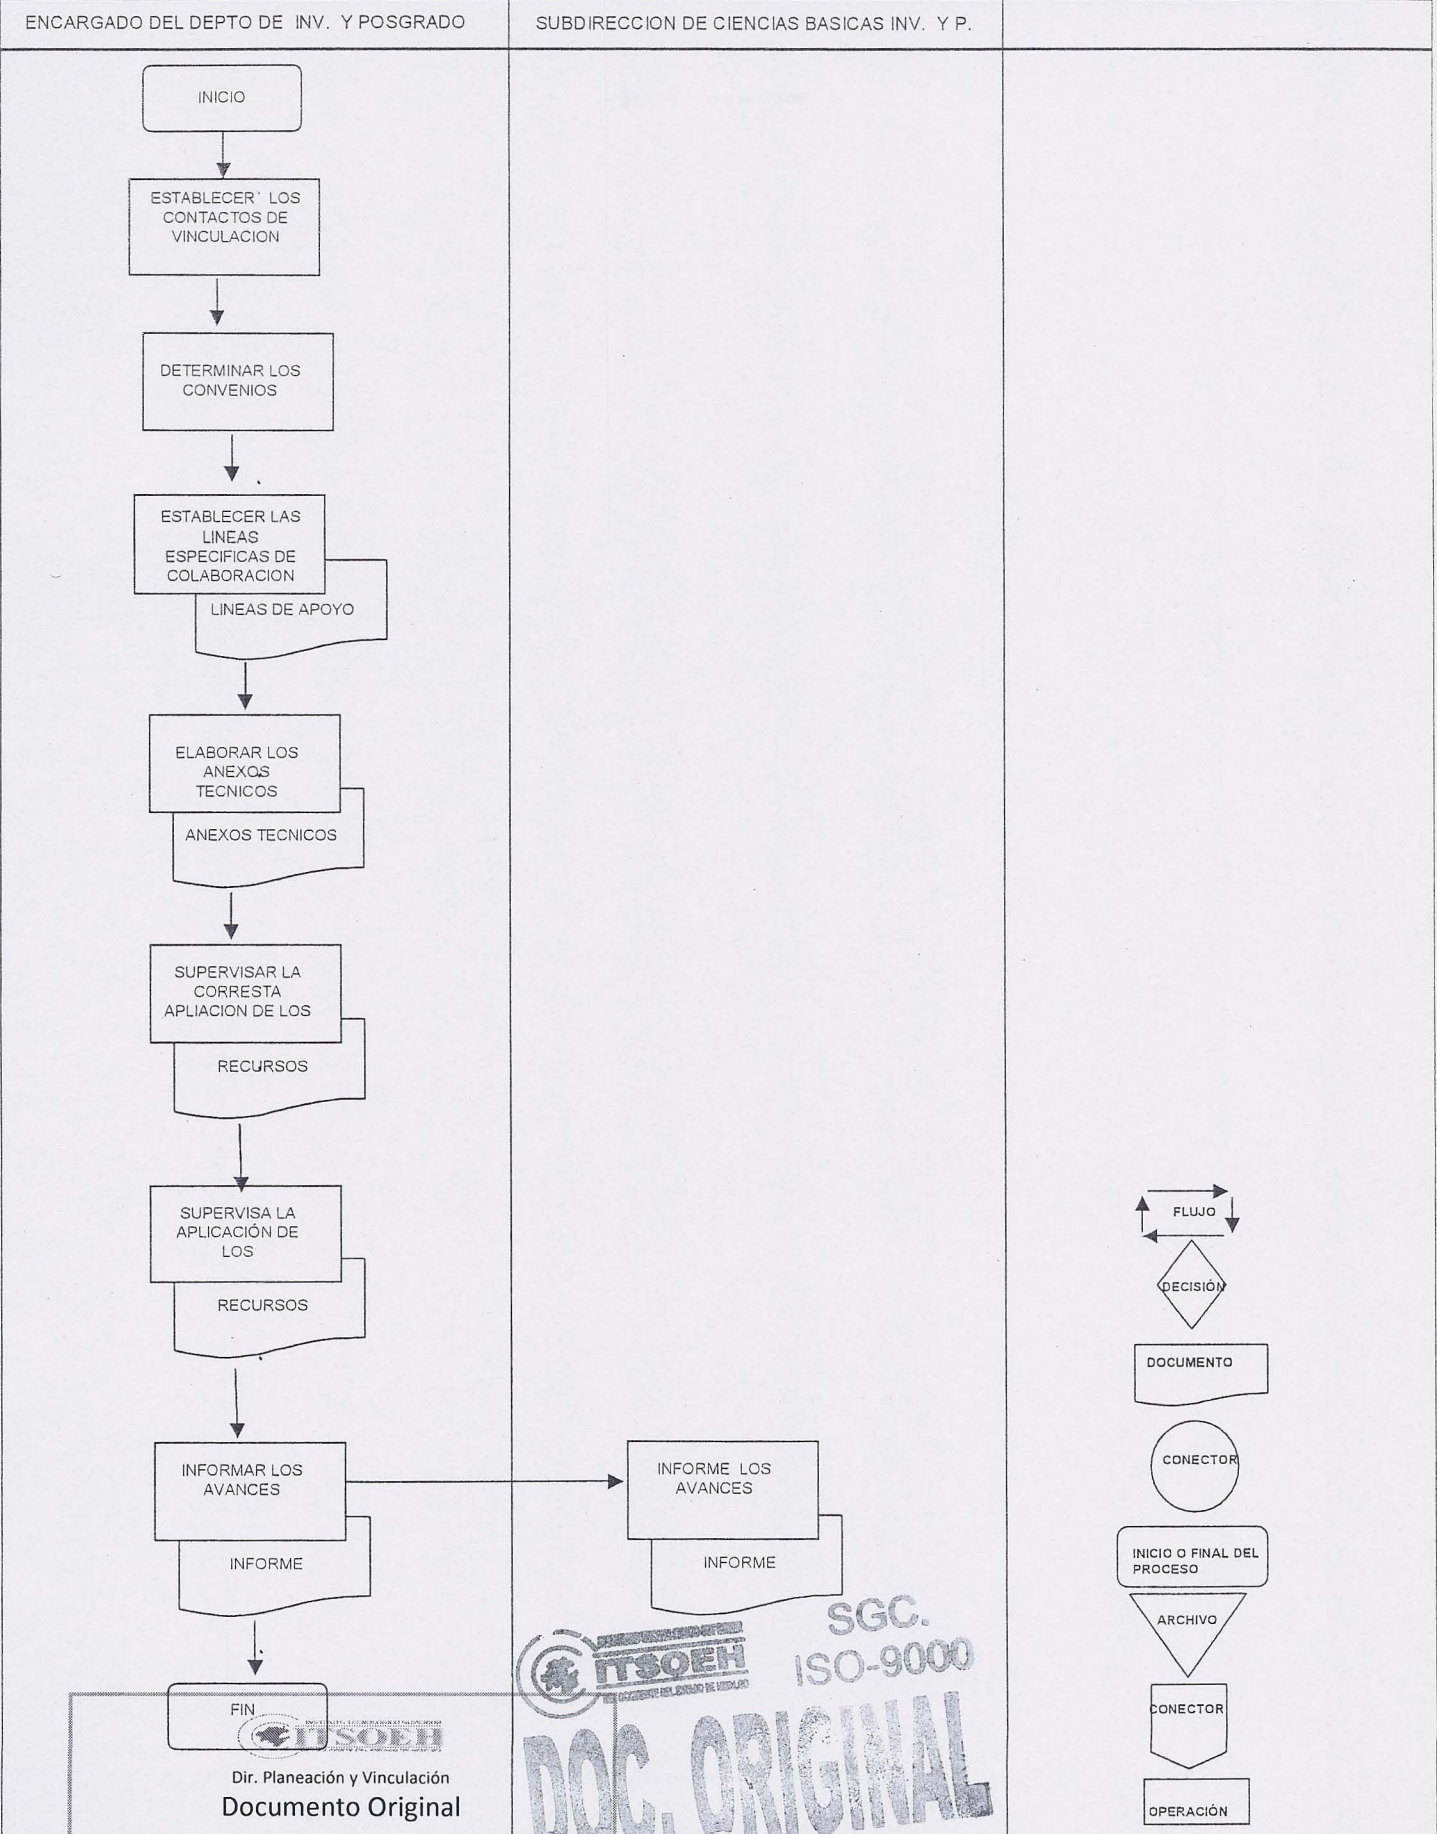 ENCARGADO DEL DEPTO DE INV. Y POSGRADO
SUBDIRECCION DE CIENCIAS BASICAS INV. Y P.
INICIO
ESTABLECER LOS
CONTACTOS DE
VINCULACION
DETERMINAR LOS
CONVENIOS
ESTABLECER LAS
LINEAS
ESPECIFICAS DE
COLABORACION
LINEAS DE APOYO
ELABORAR LOS
ANEXOS
TECNICOS
ANEXOS TECNICOS
SUPERVISAR LA
CORRESTA
APLIACION DE LOS
RECURSOS
SUPERVISA LA
APLICACIÓN DE
LOS
RECURSOS
INFORMAR LOS
AVANCES
INFORME
INFORME LOS
AVANCES
INFORME
FIN
ITSOEH
Dir. Planeación y Vinculación
Documento Original
ITSOEH
SGC.
ISO-9000
DOC. ORIGINAL
FLUJO
DECISIÓN
DOCUMENTO
CONECTOR
INICIO O FINAL DEL
PROCESO
ARCHIVO
CONECTOR
OPERACIÓN